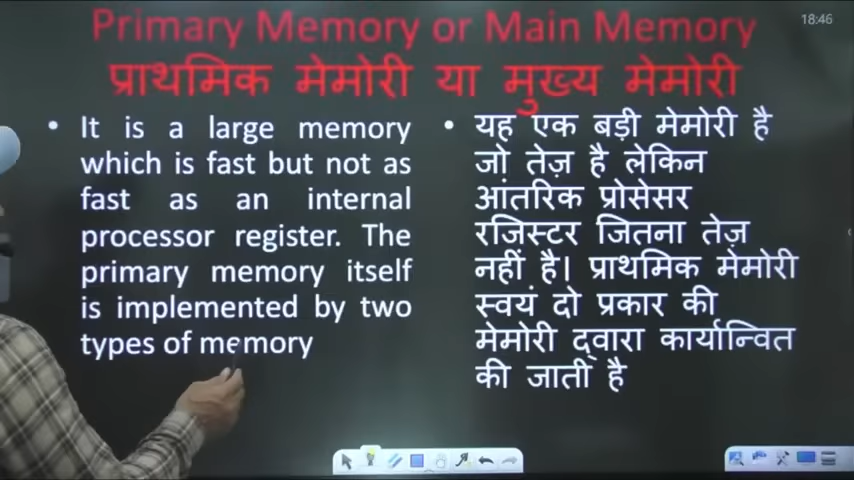 18:46
Primary Memory or Main Memory
प्राथमिक मेमोरी या मुख्य मेमोरी
• It is a large memory
which is fast but not as
fast as an internal
processor register. The
primary memory itself
is implemented by two
types of memory
• यह एक बड़ी मेमोरी है
जो तेज़ है लेकिन
आंतरिक प्रोसेसर
रजिस्टर जितना तेज़
नहीं है। प्राथमिक मेमोरी
स्वयं दो प्रकार की
मेमोरी द्वारा कार्यान्वित
की जाती है